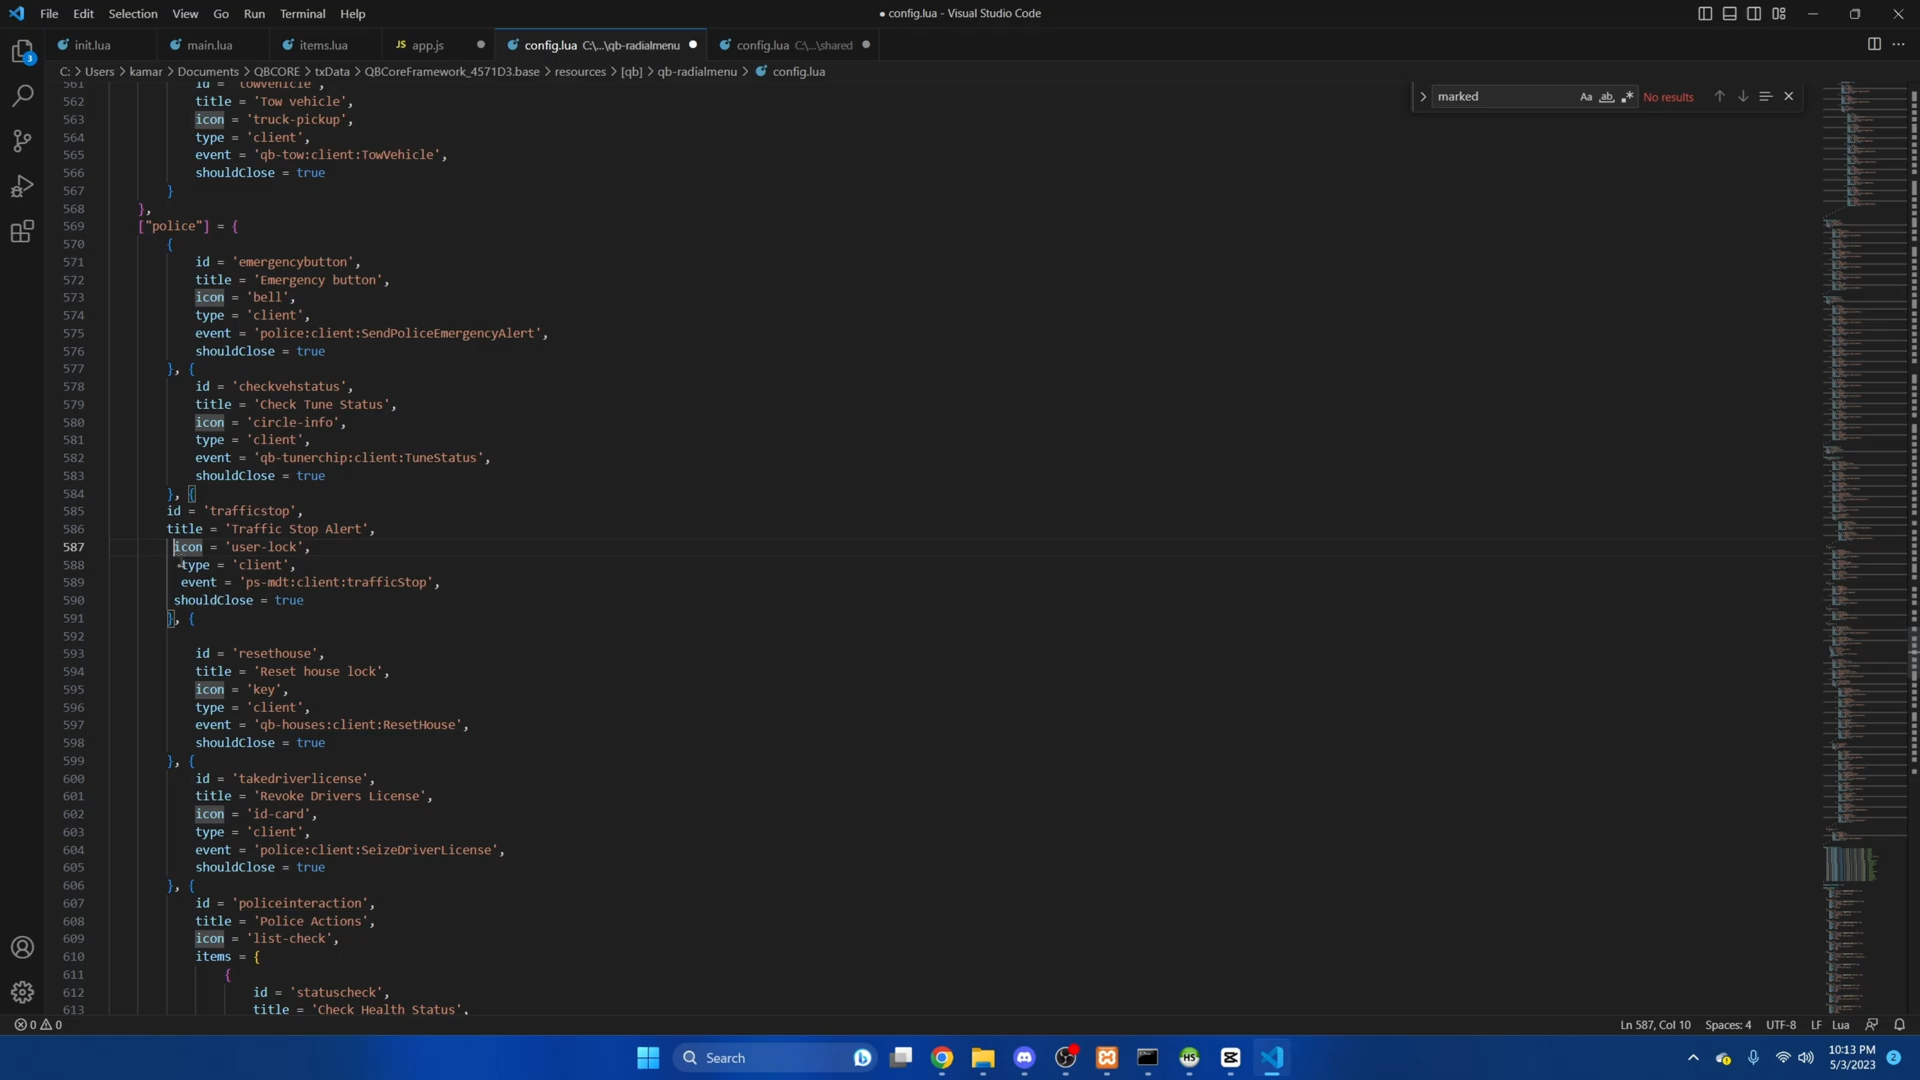 File Edit Selection View Go Run Terminal Help
● config.lua - Visual Studio Code
init.lua main.lua items.lua JS app.js config.lua C:\...\qb-radialmenu config.lua C:\...\shared
C: > Users > kamar > Documents > QBCORE > txData > QBCoreFramework_4571D3.base > resources > [qb] > qb-radialmenu > config.lua
marked Aa ab .* No results
3
561 id = 'towvehicle',
562 title = 'Tow vehicle',
563 icon = 'truck-pickup',
564 type = 'client',
565 event = 'qb-tow:client:TowVehicle',
566 shouldClose = true
567 }
568 },
569 ["police"] = {
570 {
571 id = 'emergencybutton',
572 title = 'Emergency button',
573 icon = 'bell',
574 type = 'client',
575 event = 'police:client:SendPoliceEmergencyAlert',
576 shouldClose = true
577 }, {
578 id = 'checkvehstatus',
579 title = 'Check Tune Status',
580 icon = 'circle-info',
581 type = 'client',
582 event = 'qb-tunerchip:client:TuneStatus',
583 shouldClose = true
584 }, {
585 id = 'trafficstop',
586 title = 'Traffic Stop Alert',
587 icon = 'user-lock',
588 type = 'client',
589 event = 'ps-mdt:client:trafficStop',
590 shouldClose = true
591 }, {
592
593 id = 'resethouse',
594 title = 'Reset house lock',
595 icon = 'key',
596 type = 'client',
597 event = 'qb-houses:client:ResetHouse',
598 shouldClose = true
599 }, {
600 id = 'takedriverlicense',
601 title = 'Revoke Drivers License',
602 icon = 'id-card',
603 type = 'client',
604 event = 'police:client:SeizeDriverLicense',
605 shouldClose = true
606 }, {
607 id = 'policeinteraction',
608 title = 'Police Actions',
609 icon = 'list-check',
610 items = {
611 {
612 id = 'statuscheck',
613 title = 'Check Health Status',
0 0
Ln 587, Col 10 Spaces: 4 UTF-8 LF Lua
Search
HS
10:13 PM
5/3/2023
2